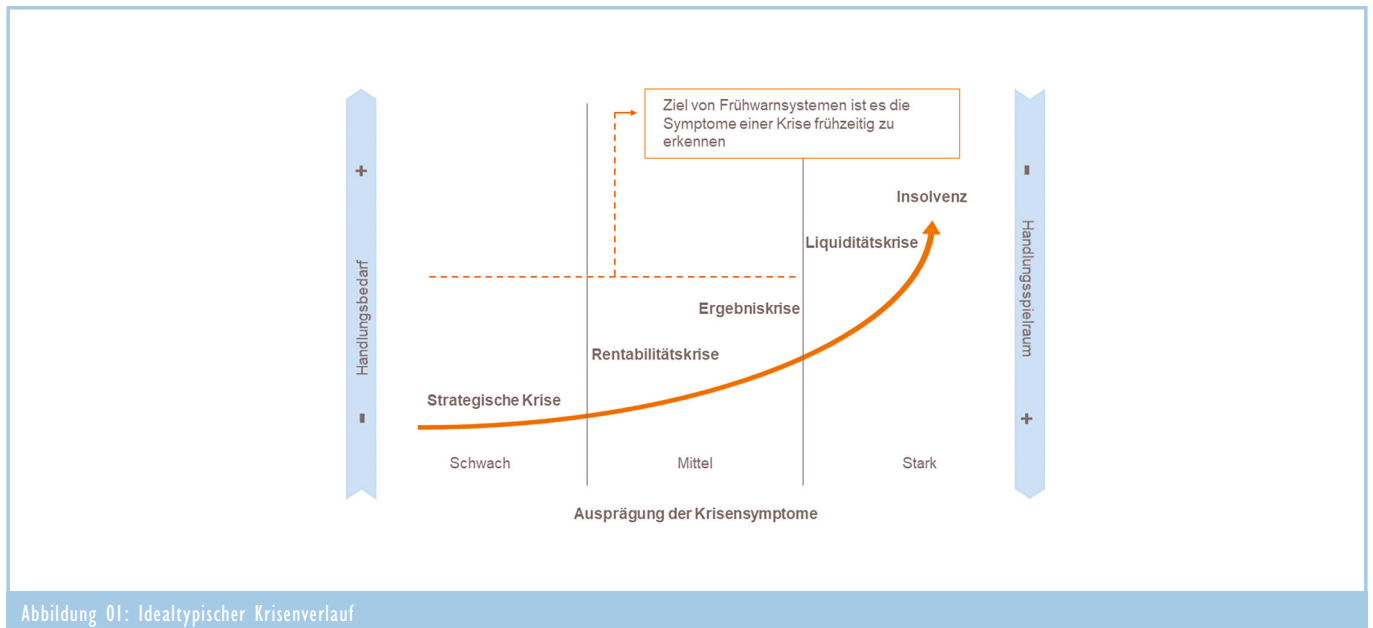 Ziel von Frühwarnsystemen ist es die
Symptome einer Krise frühzeitig zu
erkennen
+
-
Insolvenz
Liquiditätskrise
Handlungsbedarf
Handlungsspielraum
Ergebniskrise
Rentabilitätskrise
Strategische Krise
-
+
Schwach
Mittel
Stark
Ausprägung der Krisensymptome
Abbildung 01: Idealtypischer Krisenverlauf